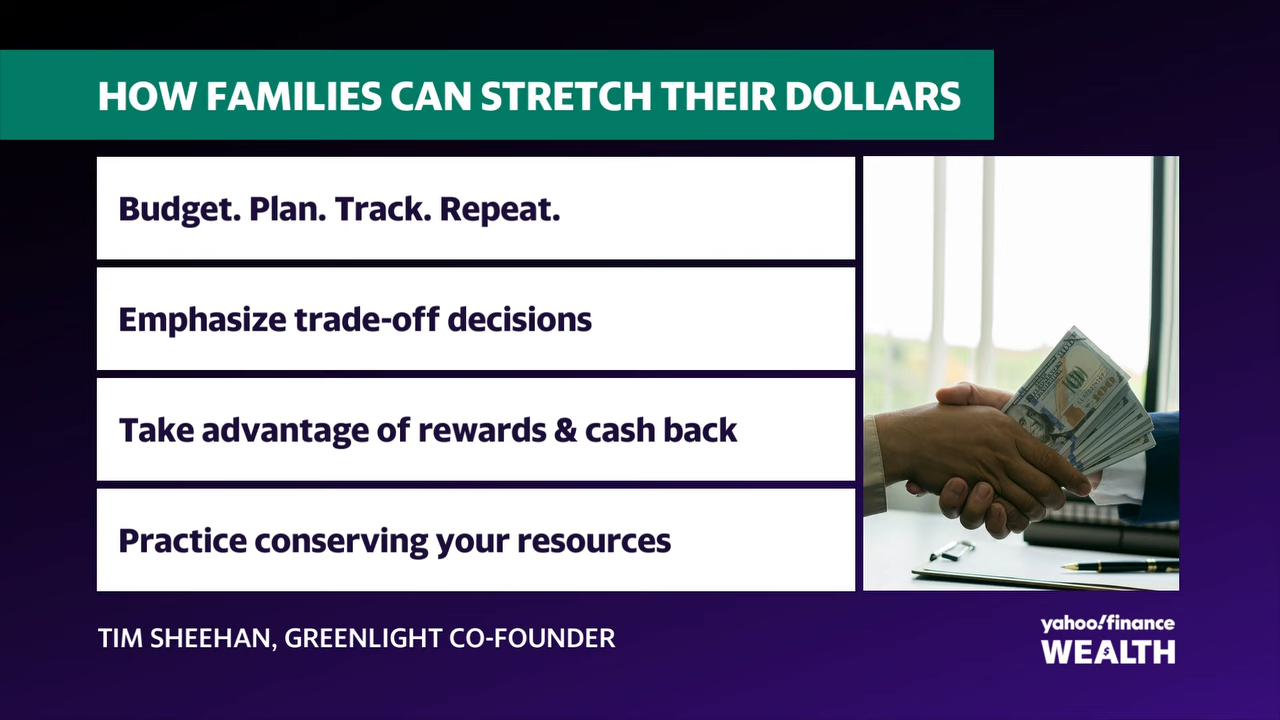 HOW FAMILIES CAN STRETCH THEIR DOLLARS
Budget. Plan. Track. Repeat.
Emphasize trade-off decisions
Take advantage of rewards & cash back
Practice conserving your resources
TIM SHEEHAN, GREENLIGHT CO-FOUNDER
yahoo!finance
WEALTH